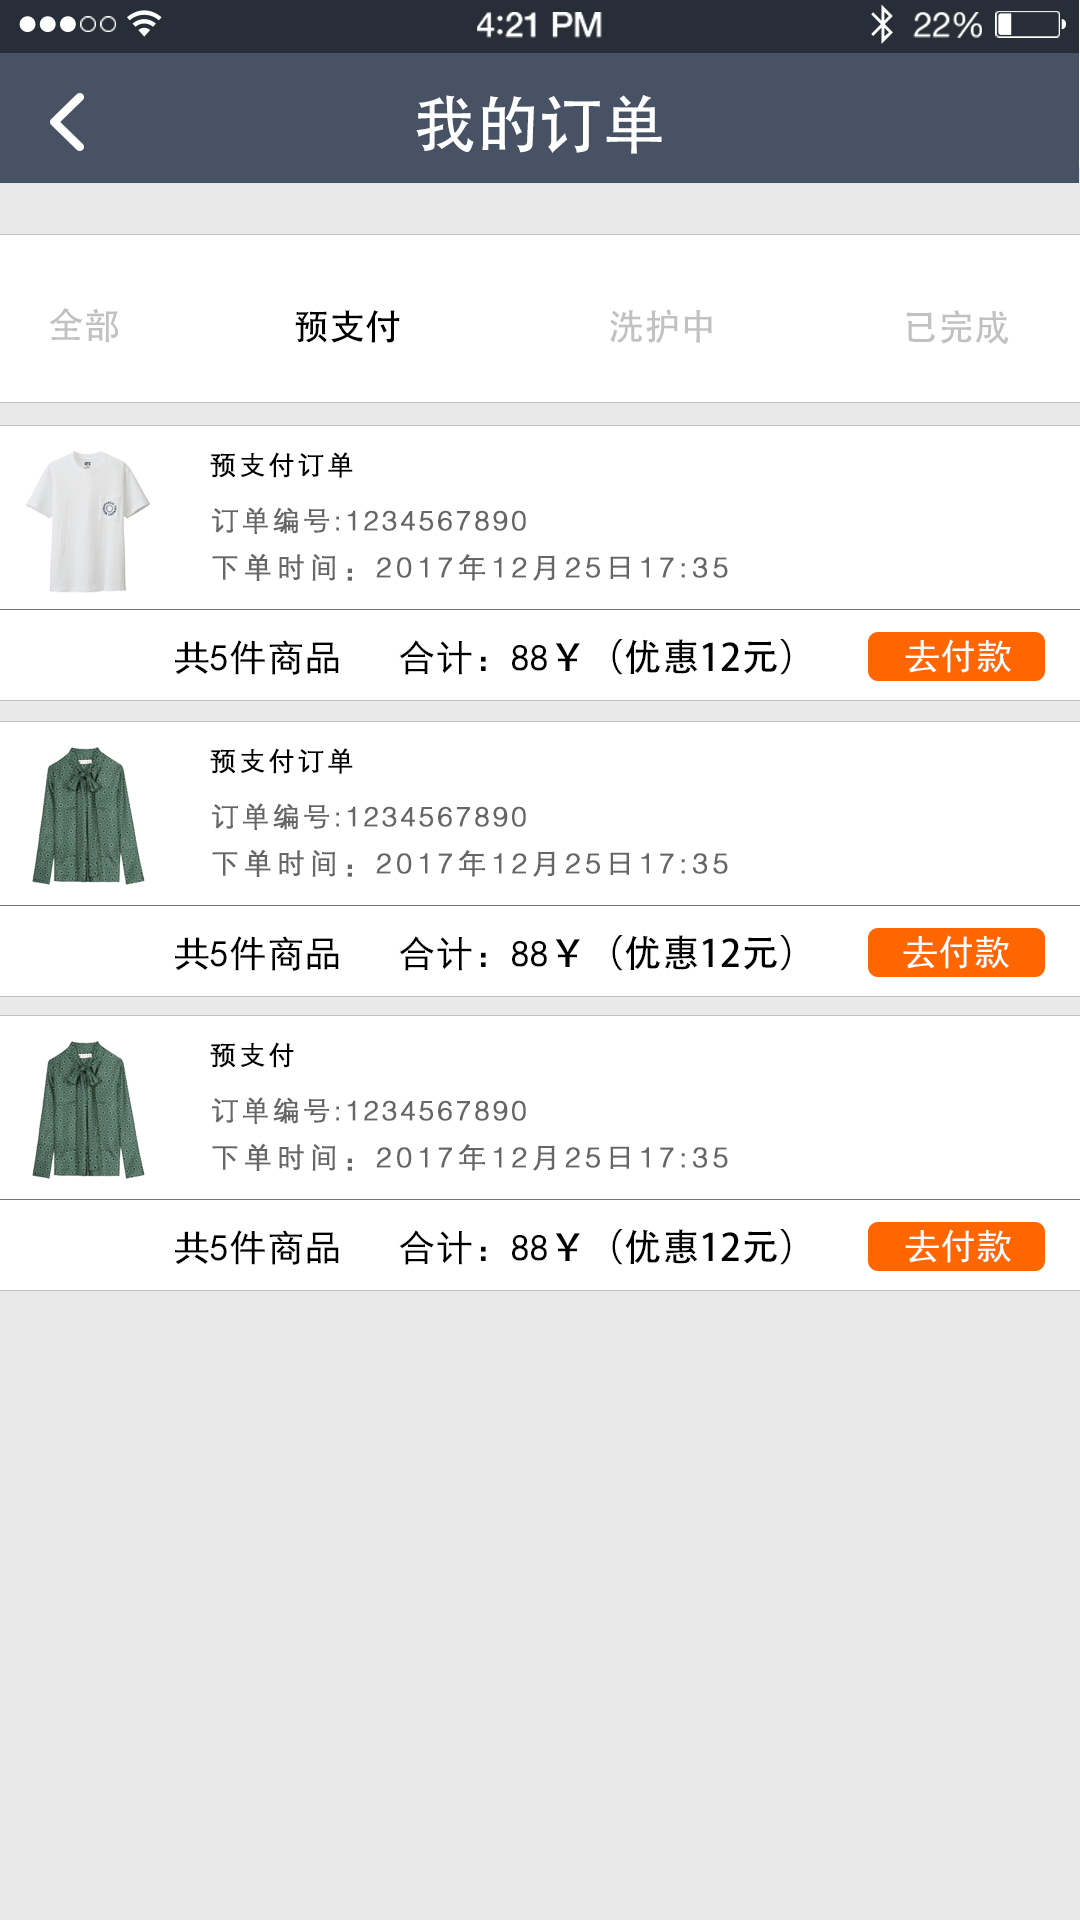 4:21 PM 22%
我的订单
全部 预支付 洗护中 已完成
预支付订单
订单编号:1234567890
下单时间：2017年12月25日17:35
共5件商品 合计：88￥（优惠12元） 去付款
预支付订单
订单编号:1234567890
下单时间：2017年12月25日17:35
共5件商品 合计：88￥（优惠12元） 去付款
预支付
订单编号:1234567890
下单时间：2017年12月25日17:35
共5件商品 合计：88￥（优惠12元） 去付款